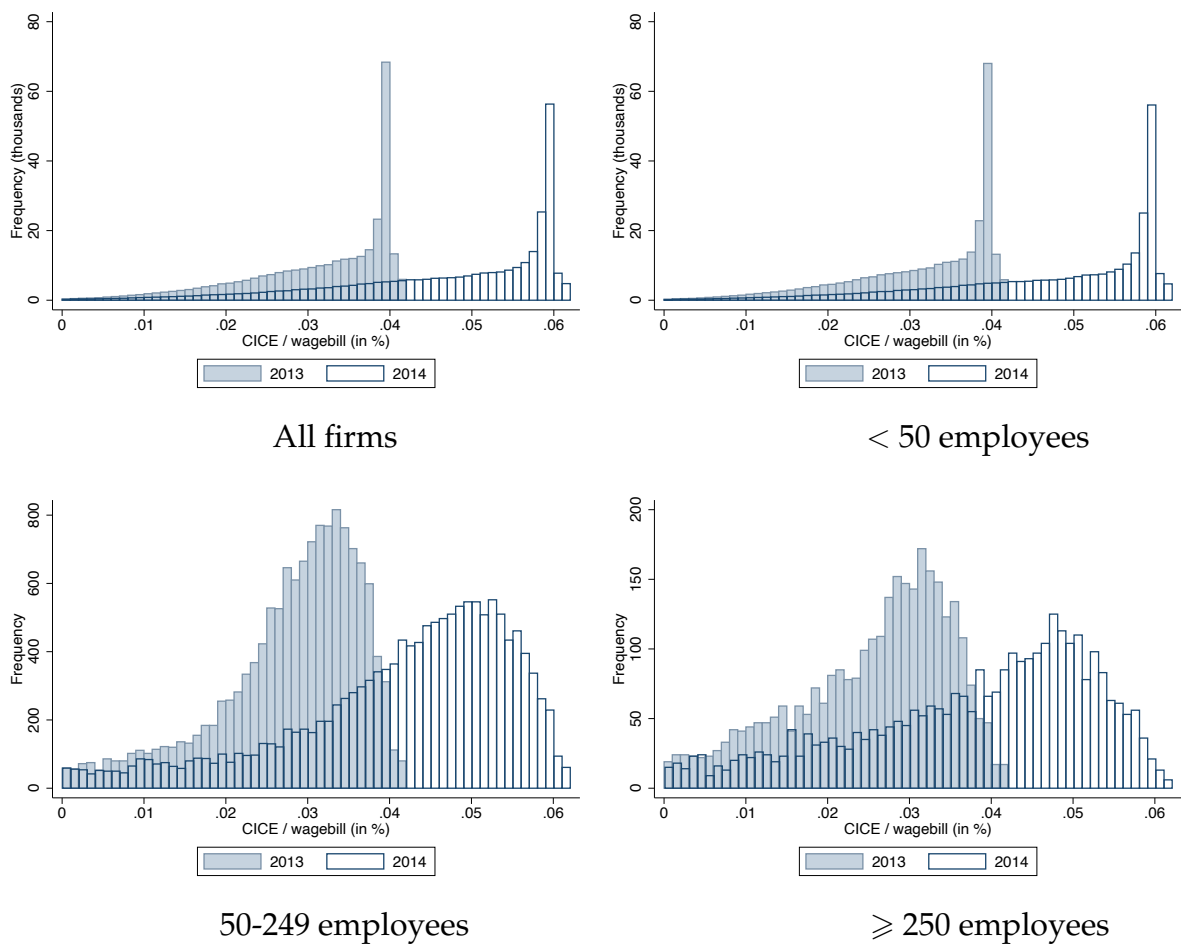 80
60
40
20
0
Frequency (thousands)
0 .01 .02 .03 .04 .05 .06
CICE / wagebill (in %)
2013 2014
All firms
80
60
40
20
0
Frequency (thousands)
0 .01 .02 .03 .04 .05 .06
CICE / wagebill (in %)
2013 2014
< 50 employees
800
600
400
200
0
Frequency
0 .01 .02 .03 .04 .05 .06
CICE / wagebill (in %)
2013 2014
50-249 employees
200
150
100
50
0
Frequency
0 .01 .02 .03 .04 .05 .06
CICE / wagebill (in %)
2013 2014
⩾ 250 employees